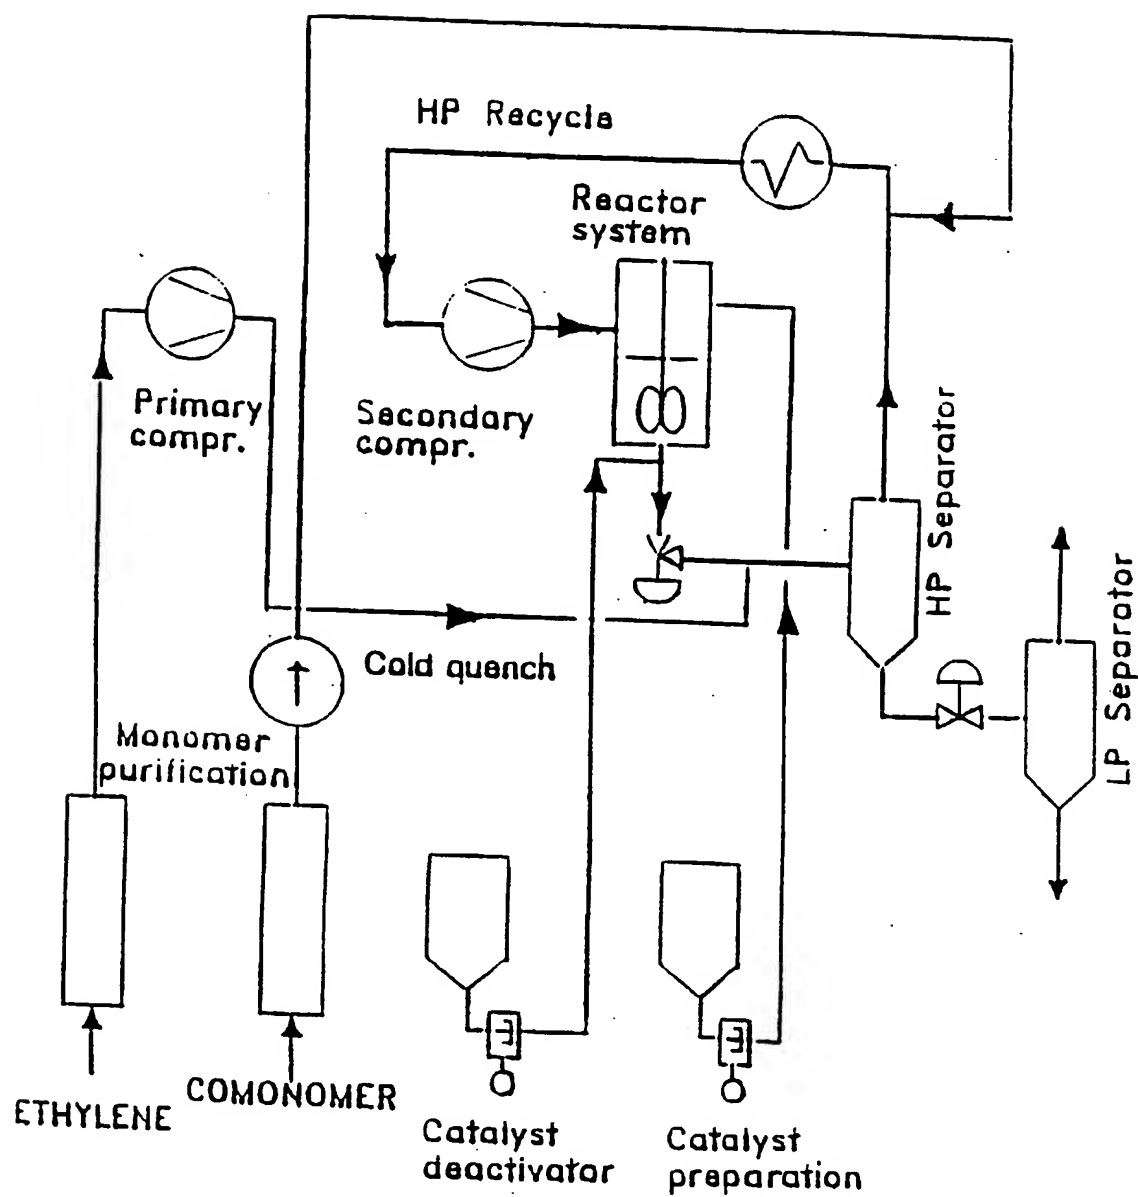 HP Recycle
Reactor
system
Primary
compr.
Secondary
compr.
HP Separator
LP Separator
Cold quench
Monomer
purification
ETHYLENE
COMONOMER
Catalyst
deactivator
Catalyst
preparation